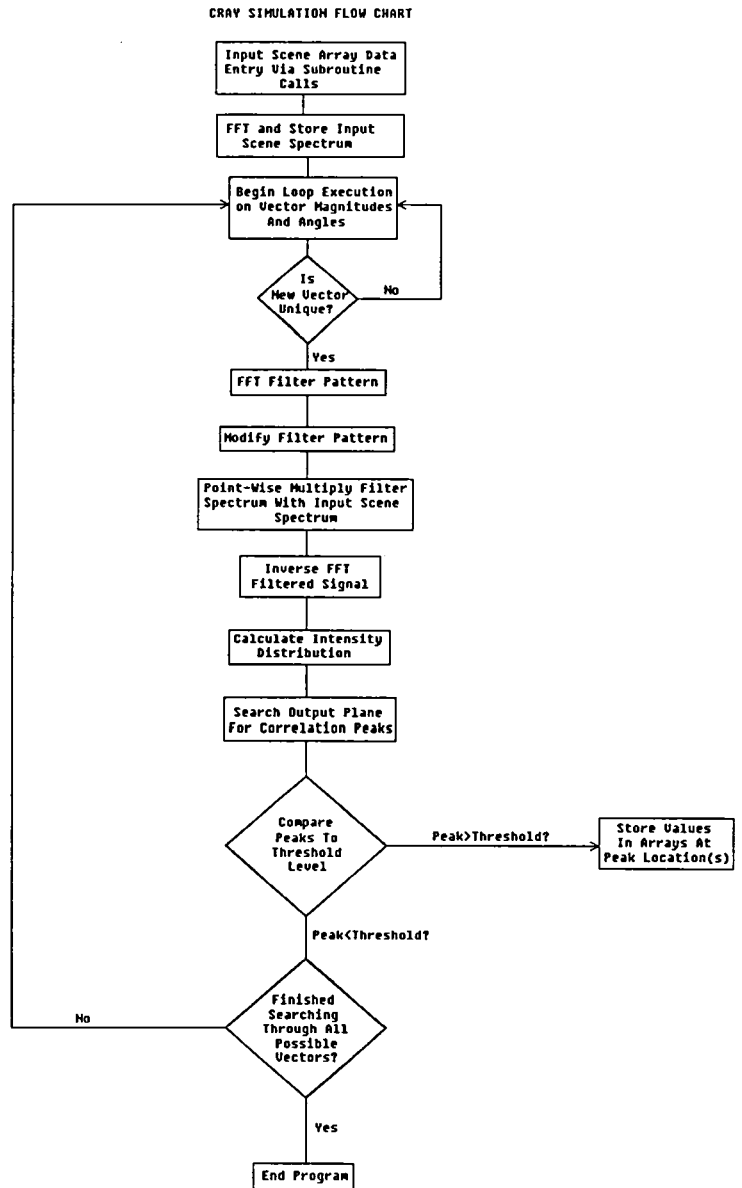 CRAY SIMULATION FLOW CHART
Input Scene Array Data
Entry Via Subroutine
Calls
FFT and Store Input
Scene Spectrum
Begin Loop Execution
on Vector Magnitudes
And Angles
Is
New Vector
Unique?
No
Yes
FFT Filter Pattern
Modify Filter Pattern
Point-Wise Multiply Filter
Spectrum With Input Scene
Spectrum
Inverse FFT
Filtered Signal
Calculate Intensity
Distribution
Search Output Plane
For Correlation Peaks
Compare
Peaks To
Threshold
Level
Peak>Threshold?
Store Values
In Arrays At
Peak Location(s)
Peak<Threshold?
Finished
Searching
Through All
Possible
Vectors?
No
Yes
End Program